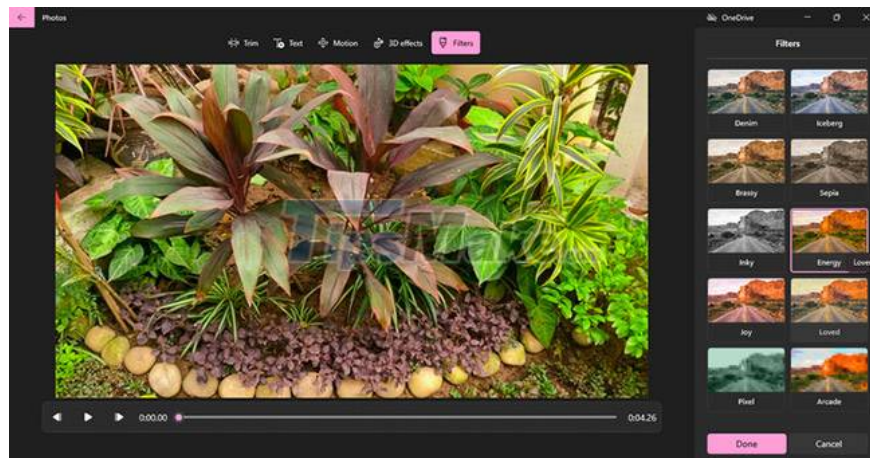 Photos
OneDrive
Trim Text Motion 3D effects Filters
Filters
Denim Iceberg
Brassy Sepia
Inky Energy Love
Joy Loved
Pixel Arcade
TipsMake
0:00.00 0:04.26
Done Cancel